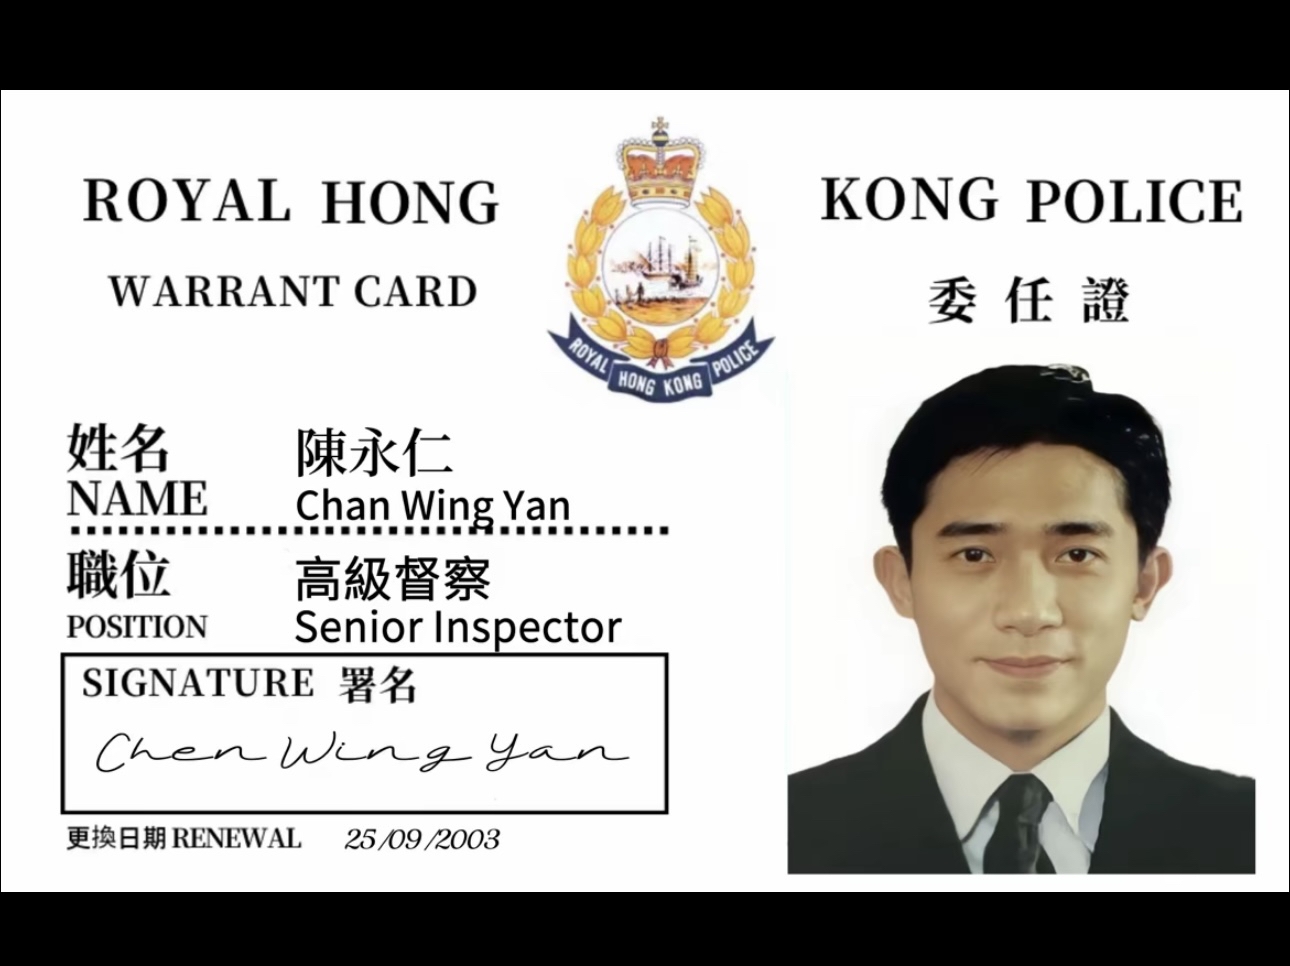 ROYAL HONG KONG POLICE
WARRANT CARD 委任證
ROYAL HONG KONG POLICE
姓名 陳永仁
NAME Chan Wing Yan
職位 高級督察
POSITION Senior Inspector
SIGNATURE 署名
Chen Wing Yan
更換日期 RENEWAL 25/09/2003